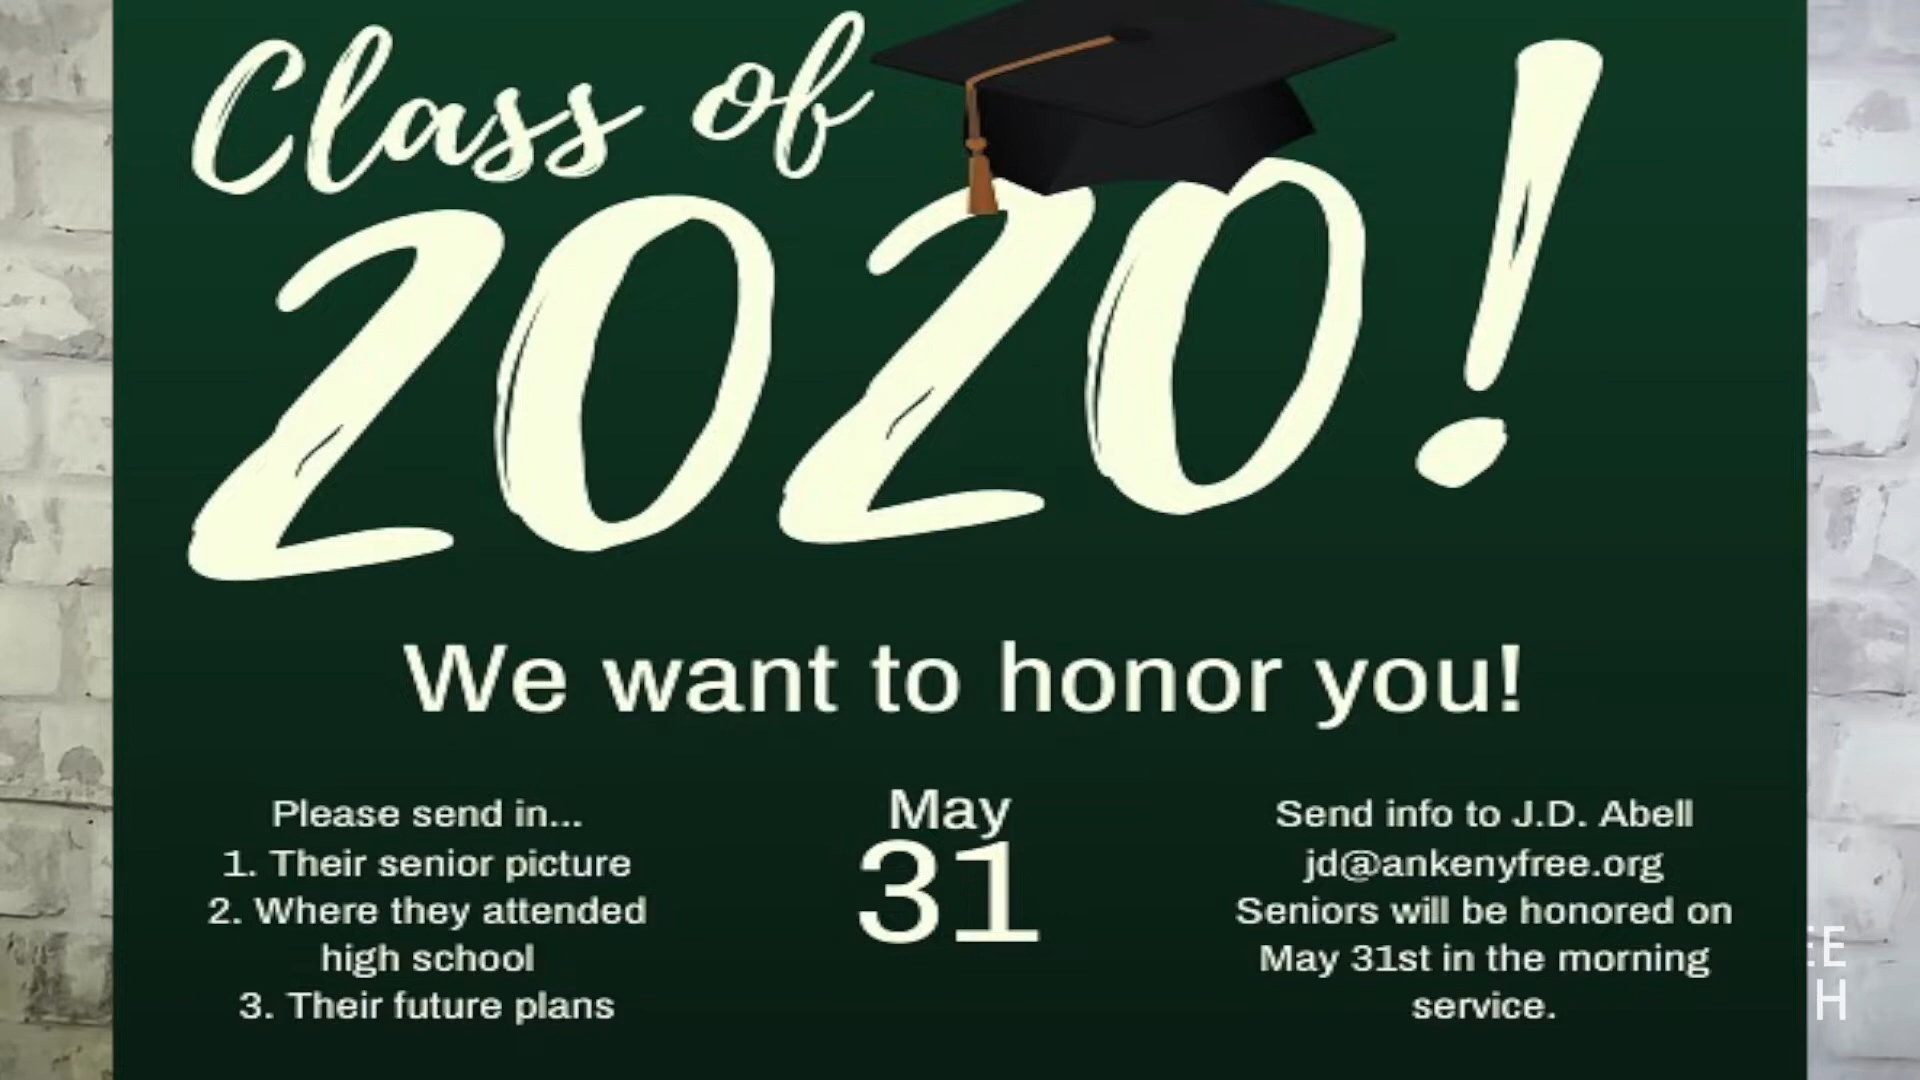 Class of
2020!
We want to honor you!
Please send in...
1. Their senior picture
2. Where they attended
high school
3. Their future plans
May
31
Send info to J.D. Abell
jd@ankenyfree.org
Seniors will be honored on
May 31st in the morning
service.